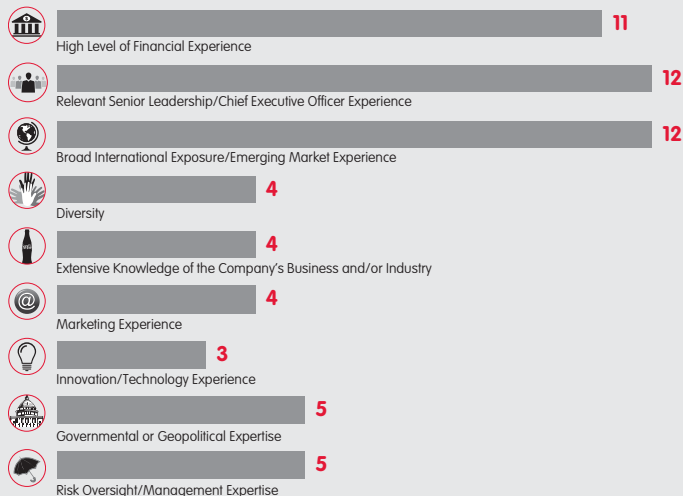 11
High Level of Financial Experience
12
Relevant Senior Leadership/Chief Executive Officer Experience
12
Broad International Exposure/Emerging Market Experience
4
Diversity
4
Extensive Knowledge of the Company's Business and/or Industry
@
4
Marketing Experience
3
Innovation/Technology Experience
5
Governmental or Geopolitical Expertise
5
Risk Oversight/Management Expertise